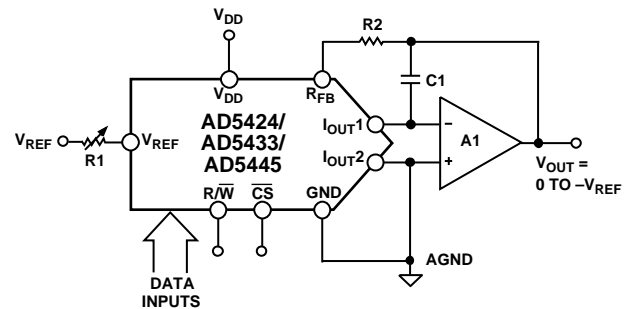 V_DD
R2
V_DD
R_FB
C1
AD5424/
AD5433/
AD5445
I_OUT1
I_OUT2
V_REF
R1
V_REF
−
+
A1
V_OUT =
0 TO –V_REF
R/W̅
C̅S̅
GND
AGND
DATA
INPUTS